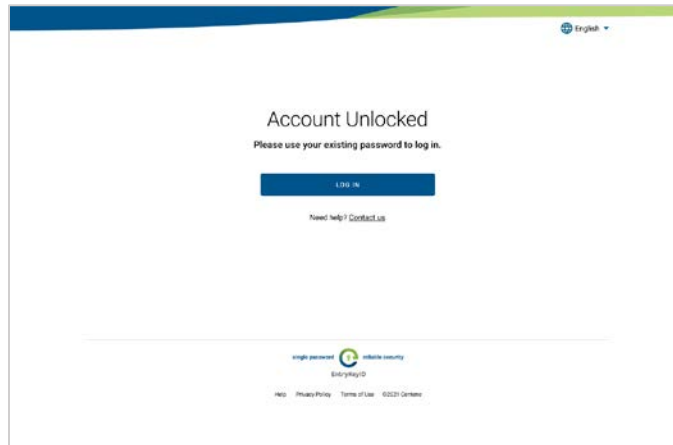 English
Account Unlocked
Please use your existing password to log in.
LOG IN
Need help? Contact us
single password reliable security
EntryKeyID
Help Privacy Policy Terms of Use ©2021 Centene